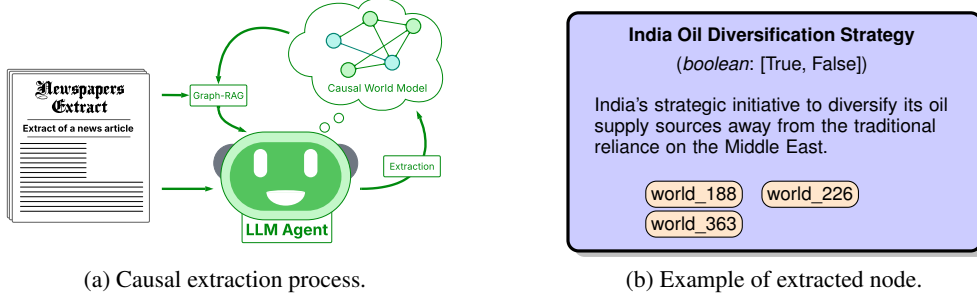 Newspapers
Extract
Extract of a news article
Graph-RAG
Causal World Model
Extraction
LLM Agent
(a) Causal extraction process.
India Oil Diversification Strategy
(boolean: [True, False])
India's strategic initiative to diversify its oil
supply sources away from the traditional
reliance on the Middle East.
world_188 world_226
world_363
(b) Example of extracted node.